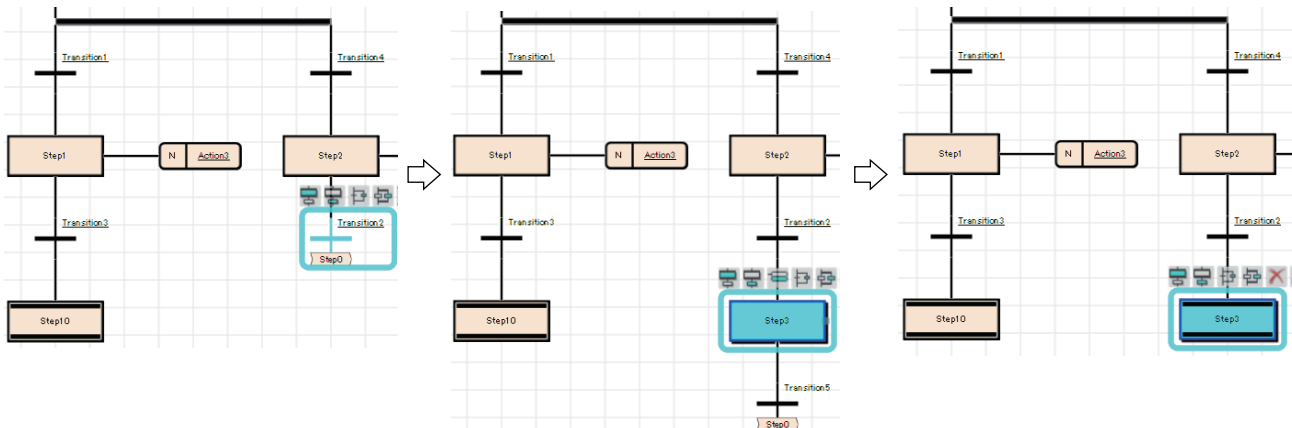 Transition1
Transition4
Step1
N
Action3
Step2
Transition3
Transition2
Step0
Step10
Transition1
Transition4
Step1
N
Action3
Step2
Transition3
Transition2
Step10
Step3
Transition5
Step0
Transition1
Transition4
Step1
N
Action3
Step2
Transition3
Transition2
Step10
Step3